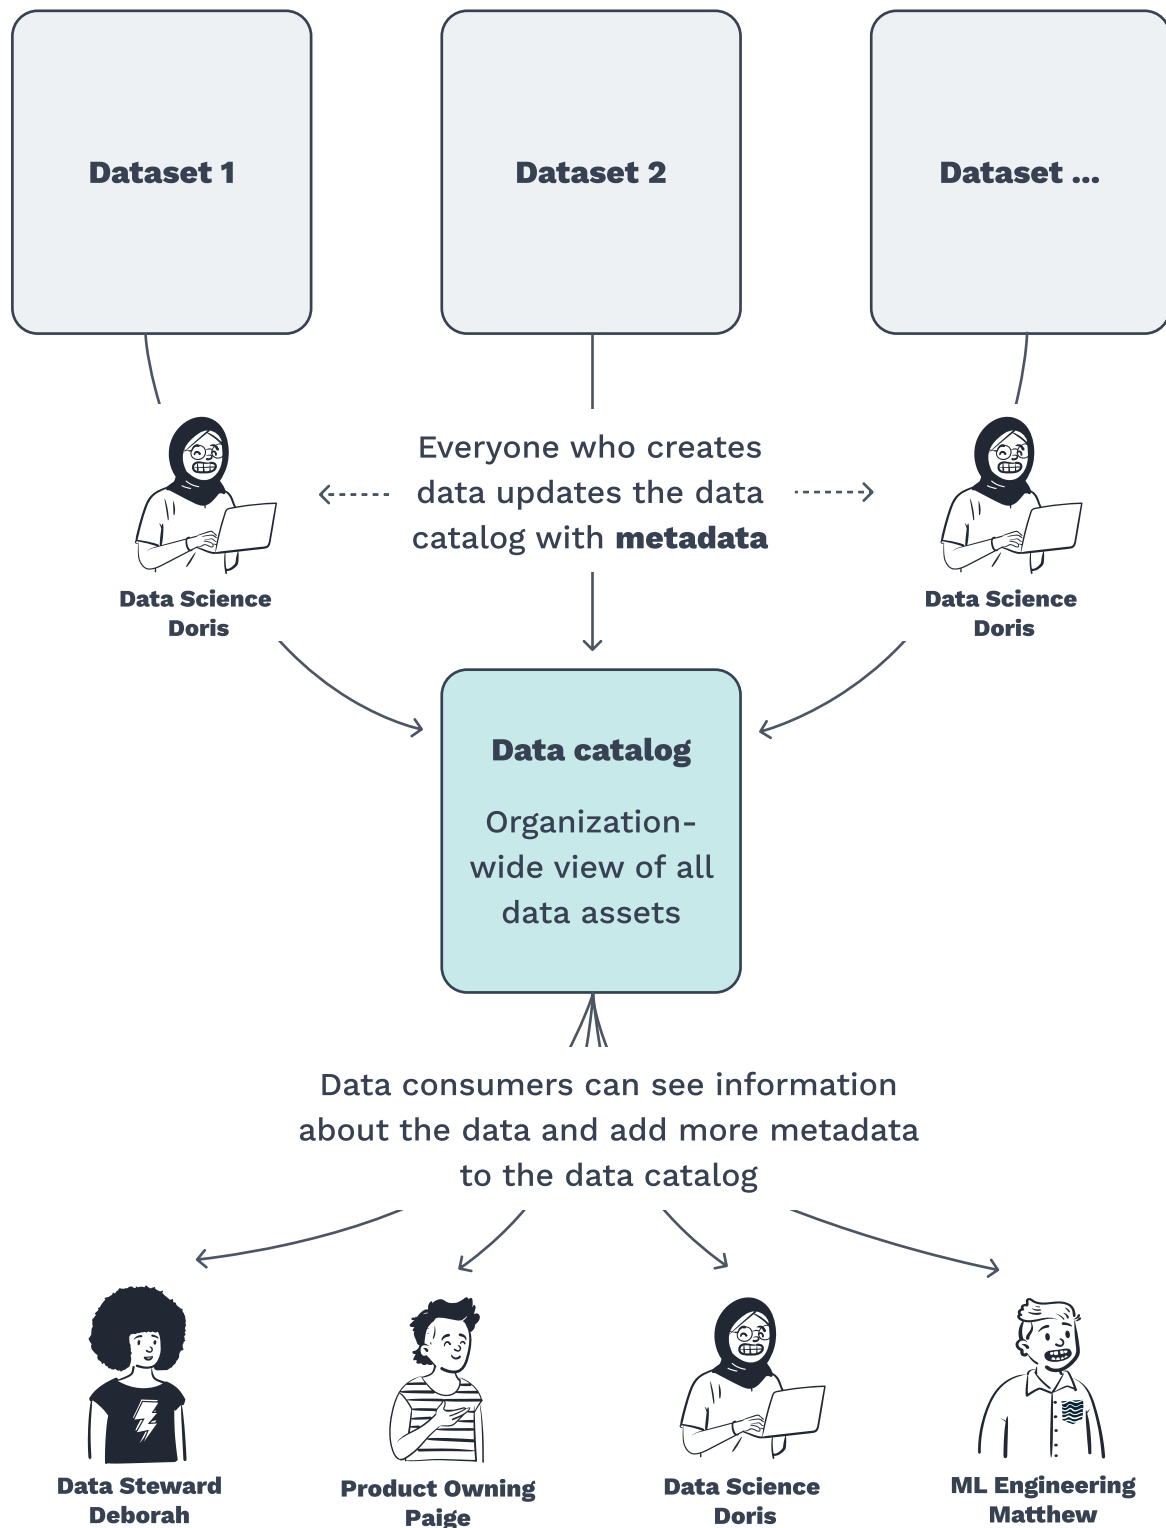 Dataset 1
Dataset 2
Dataset ...
Everyone who creates
data updates the data
catalog with metadata
Data Science
Doris
Data Science
Doris
Data catalog
Organization-
wide view of all
data assets
Data consumers can see information
about the data and add more metadata
to the data catalog
Data Steward
Deborah
Product Owning
Paige
Data Science
Doris
ML Engineering
Matthew